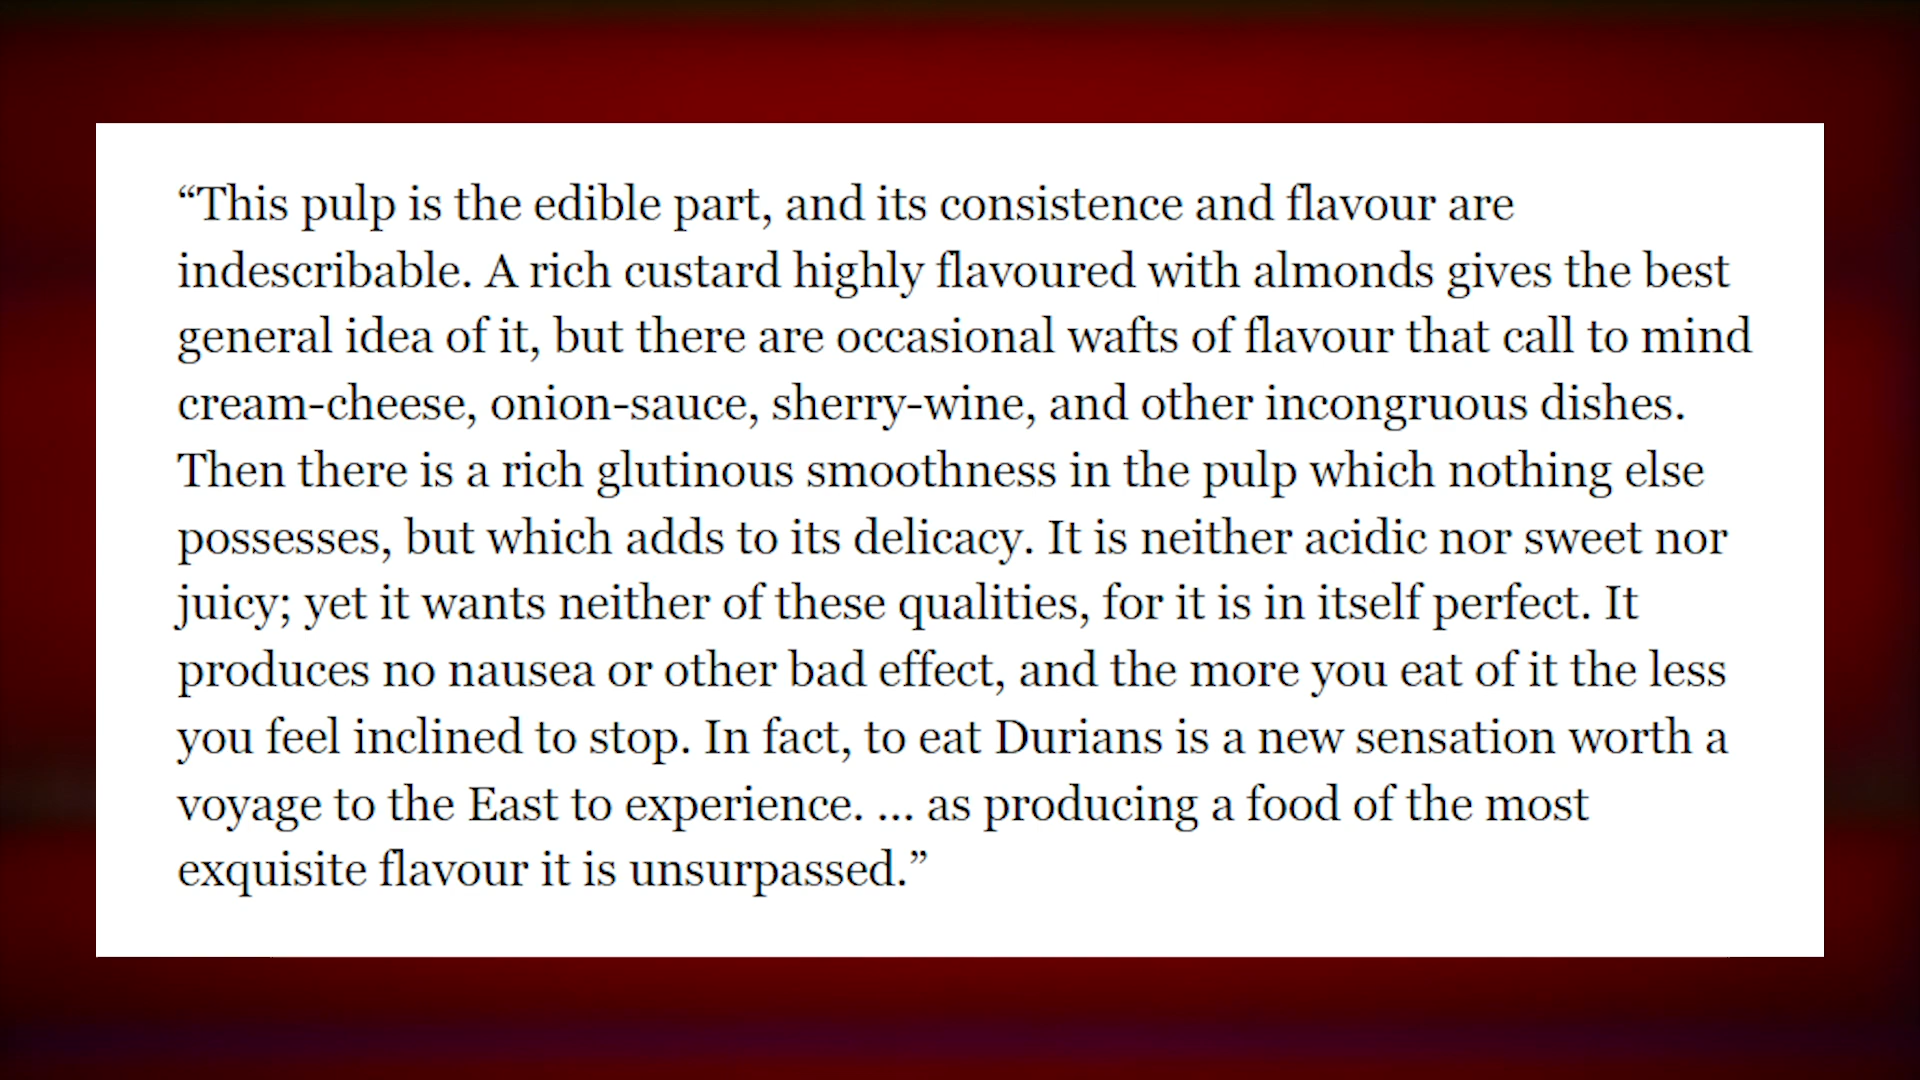 “This pulp is the edible part, and its consistence and flavour are
indescribable. A rich custard highly flavoured with almonds gives the best
general idea of it, but there are occasional wafts of flavour that call to mind
cream-cheese, onion-sauce, sherry-wine, and other incongruous dishes.
Then there is a rich glutinous smoothness in the pulp which nothing else
possesses, but which adds to its delicacy. It is neither acidic nor sweet nor
juicy; yet it wants neither of these qualities, for it is in itself perfect. It
produces no nausea or other bad effect, and the more you eat of it the less
you feel inclined to stop. In fact, to eat Durians is a new sensation worth a
voyage to the East to experience. ... as producing a food of the most
exquisite flavour it is unsurpassed.”